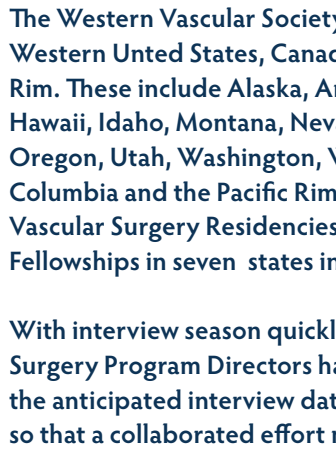 The Western Vascular Society
Western Unted States, Canad
Rim. These include Alaska, Ar
Hawaii, Idaho, Montana, Nev
Oregon, Utah, Washington,
Columbia and the Pacific Rim
Vascular Surgery Residencies
Fellowships in seven states in
With interview season quickl
Surgery Program Directors ha
the anticipated interview dat
so that a collaborated effort